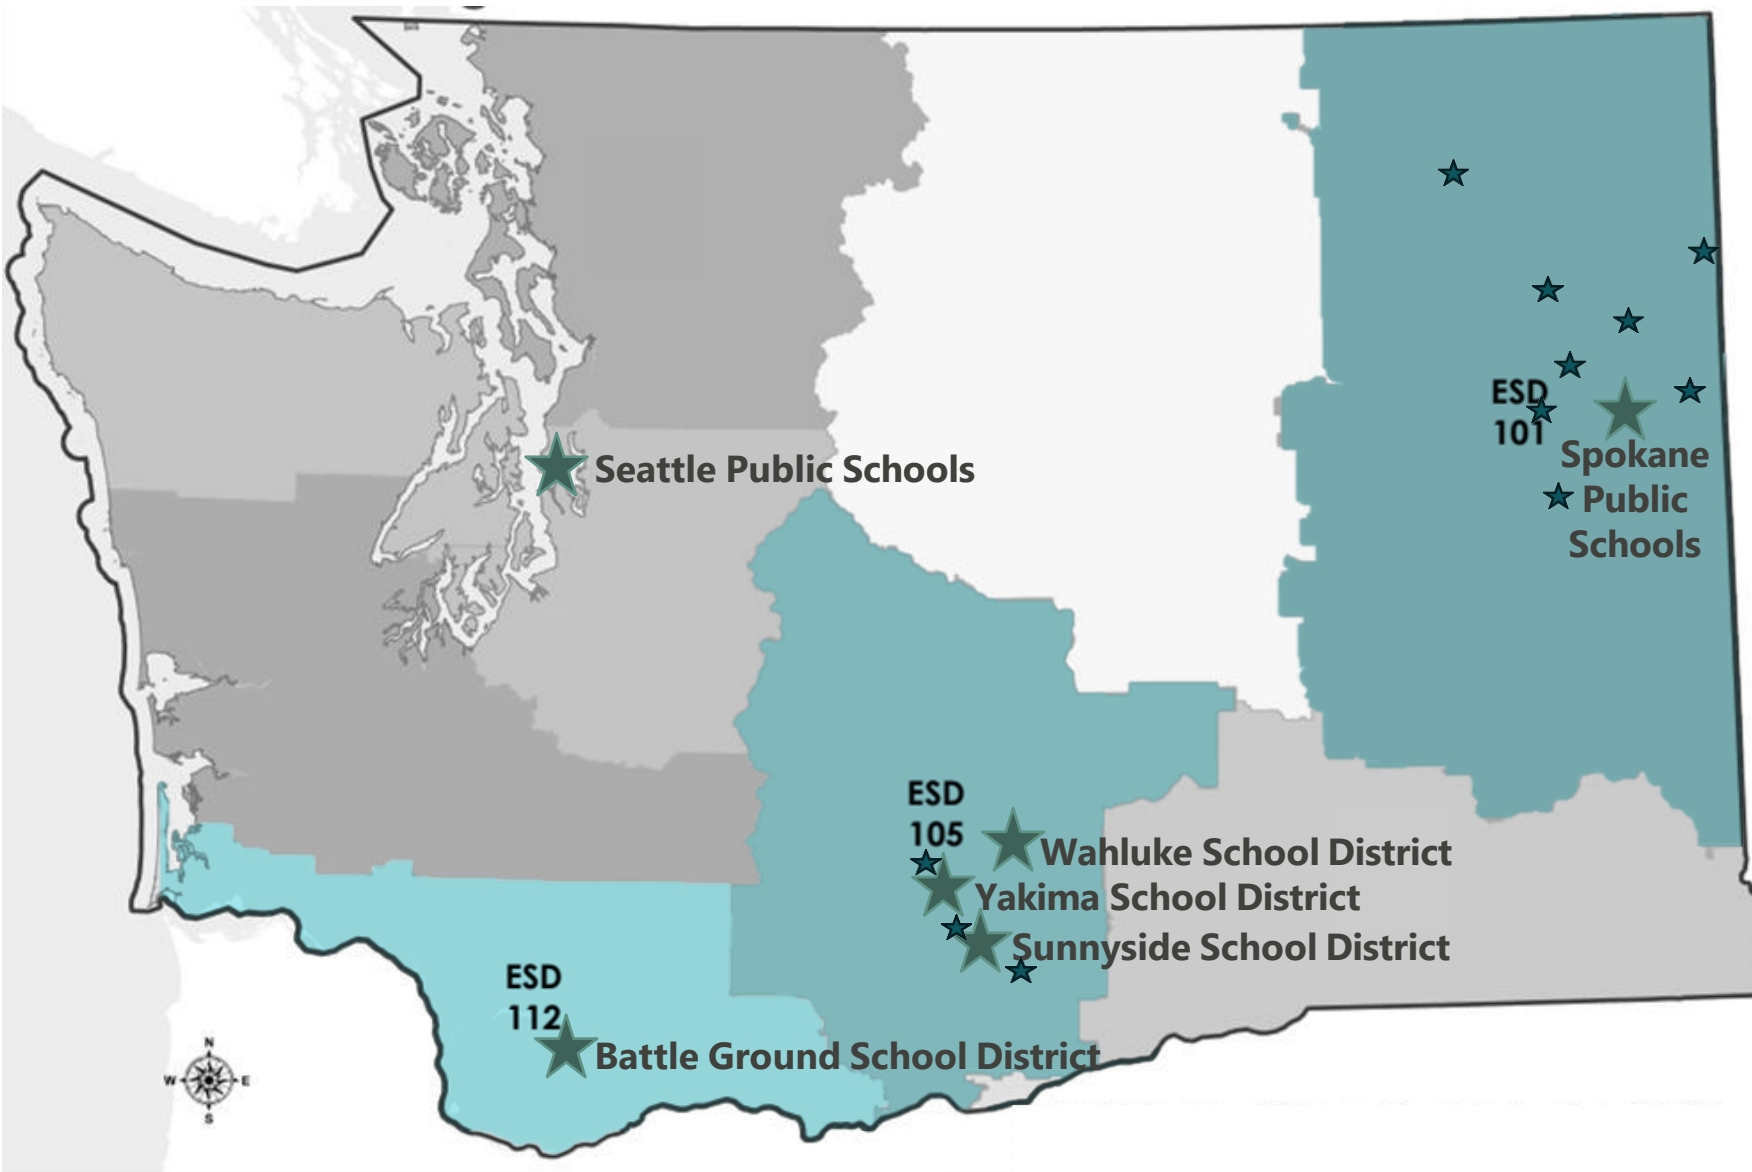 ESD
101
Spokane
Public
Schools
Seattle Public Schools
ESD
105
Wahluke School District
Yakima School District
Sunnyside School District
ESD
112
Battle Ground School District
N
W E
S